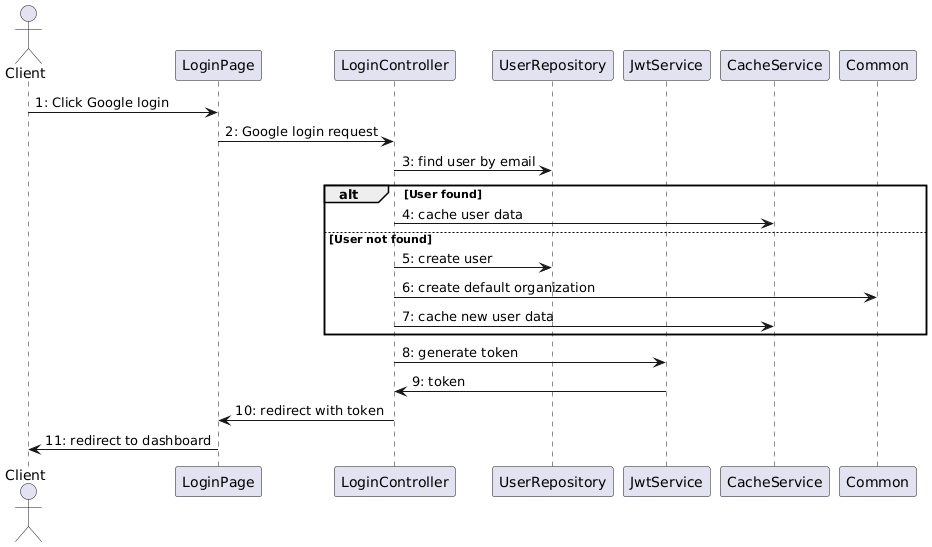 Client
LoginPage
LoginController
UserRepository
JwtService
CacheService
Common
1: Click Google login
2: Google login request
3: find user by email
alt
[User found]
4: cache user data
[User not found]
5: create user
6: create default organization
7: cache new user data
8: generate token
9: token
10: redirect with token
11: redirect to dashboard
Client
LoginPage
LoginController
UserRepository
JwtService
CacheService
Common